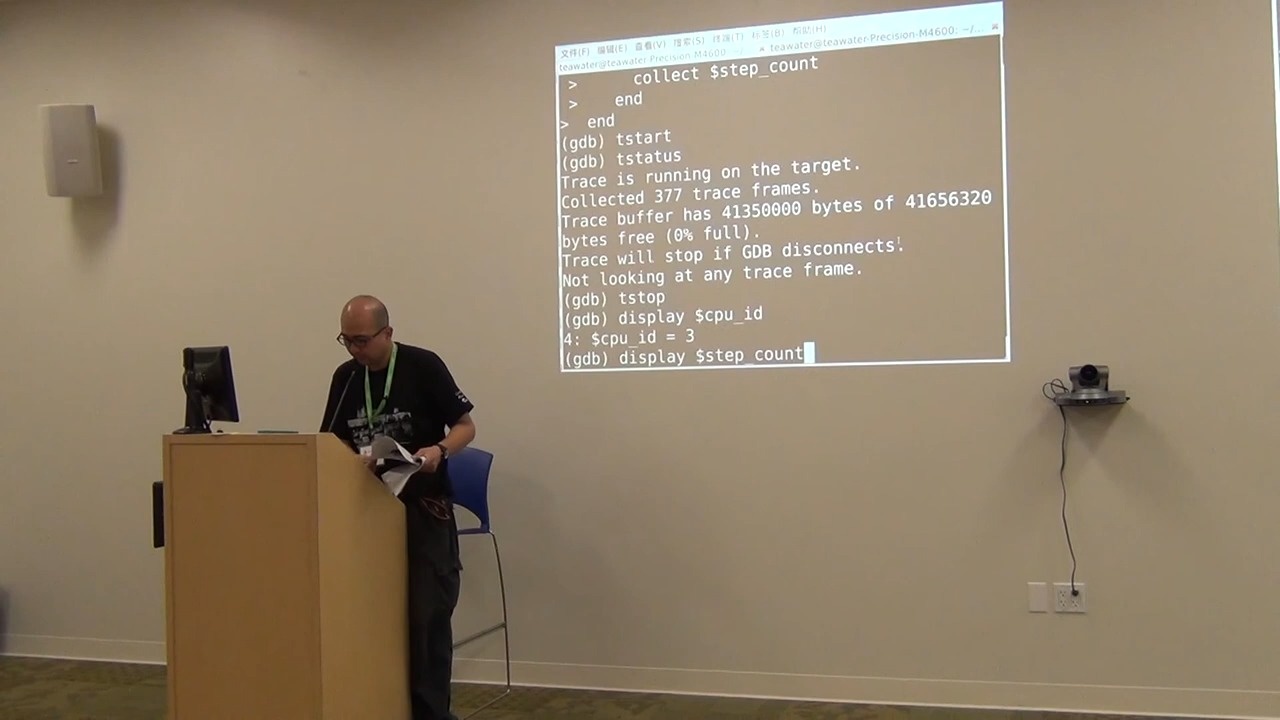 文件(F) 编辑(E) 查看(V) 搜索(S) 终端(T) 标签(B) 帮助(H)
teawater@teawater-Precision-M4600: ~/... × teawater@teawater-Precision-M4600: ~/... ×
> collect $step_count
> end
> end
(gdb) tstart
(gdb) tstatus
Trace is running on the target.
Collected 377 trace frames.
Trace buffer has 41350000 bytes of 41656320
bytes free (0% full).
Trace will stop if GDB disconnects.
Not looking at any trace frame.
(gdb) tstop
(gdb) display $cpu_id
4: $cpu_id = 3
(gdb) display $step_count